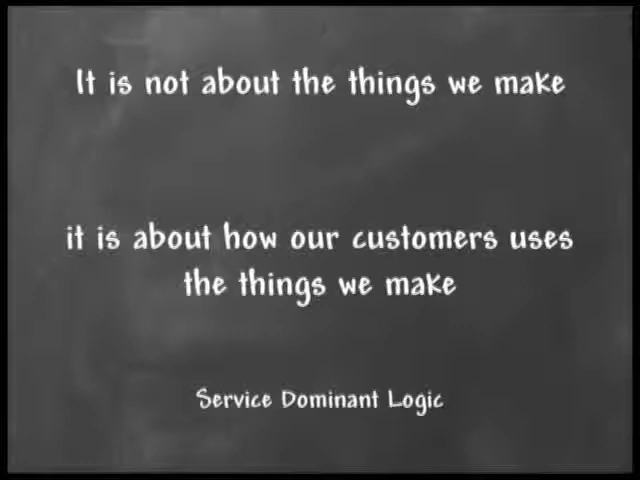 It is not about the things we make
it is about how our customers uses
the things we make
Service Dominant Logic